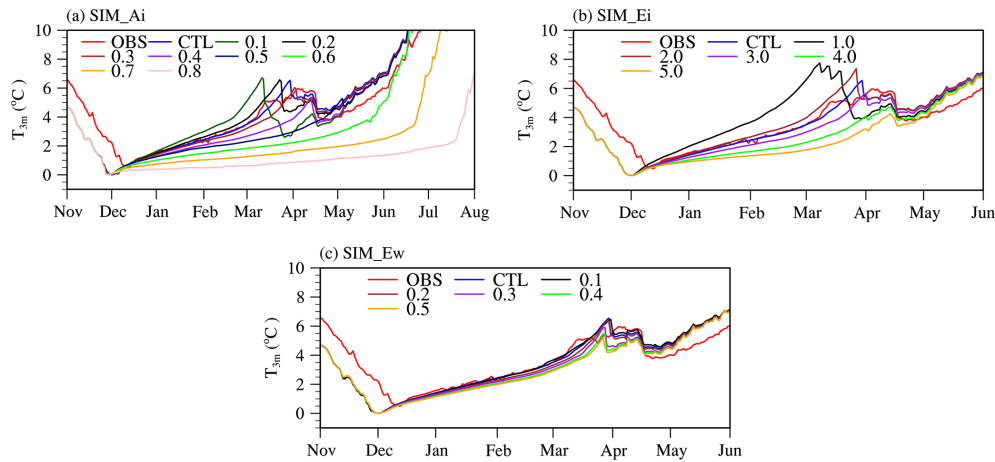 (a) SIM_Ai
(b) SIM_Ei
10
8
6
4
2
0
T3m (°C )
OBS CTL 0.1 0.2
0.3 0.4 0.5 0.6
0.7 0.8
Nov Dec Jan Feb Mar Apr May Jun Jul Aug
10
8
6
4
2
0
T3m (°C )
OBS CTL 1.0
2.0 3.0 4.0
5.0
Nov Dec Jan Feb Mar Apr May Jun
(c) SIM_Ew
10
8
6
4
2
0
T3m (°C )
OBS CTL 0.1
0.2 0.3 0.4
0.5
Nov Dec Jan Feb Mar Apr May Jun